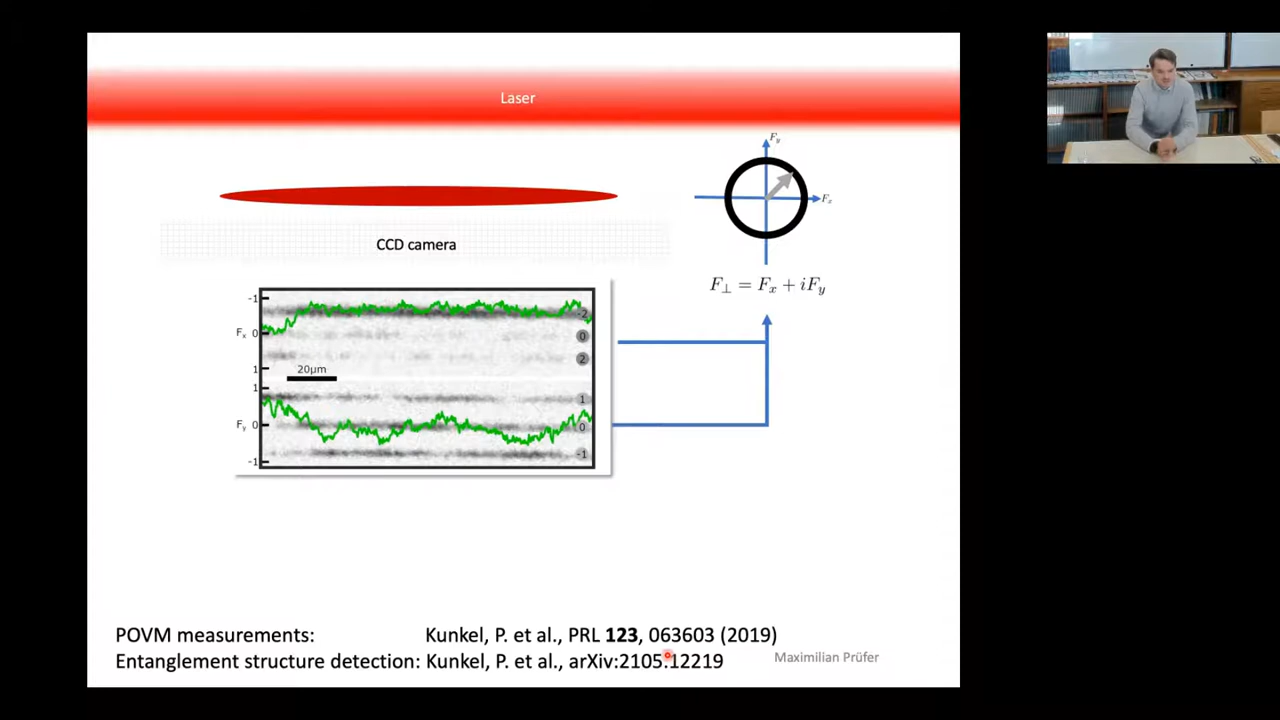 Laser
F_y
F_x
CCD camera
F⊥ = F_x + iF_y
-1
-2
F_x 0
0
2
1
20µm
1
1
F_y 0
0
-1
-1
POVM measurements: Kunkel, P. et al., PRL 123, 063603 (2019)
Entanglement structure detection: Kunkel, P. et al., arXiv:2105.12219
Maximilian Prüfer